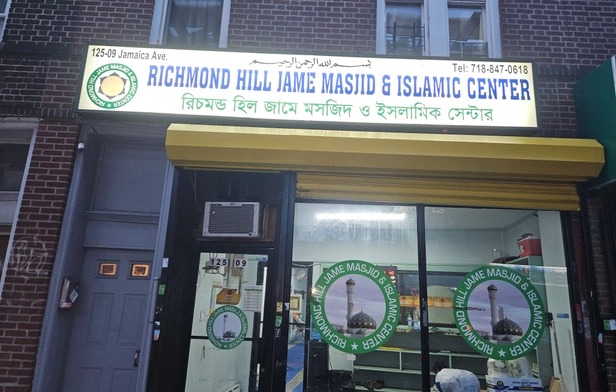 125-09 Jamaica Ave.
بسم الله الرحمن الرحيم
Tel: 718-847-0618
RICHMOND HILL JAME MASJID & ISLAMIC CENTER
রিচমন্ড হিল জামে মসজিদ ও ইসলামিক সেন্টার
125 09
RICHMOND HILL JAME MASJID & ISLAMIC CENTER
RICHMOND HILL JAME MASJID & ISLAMIC CENTER